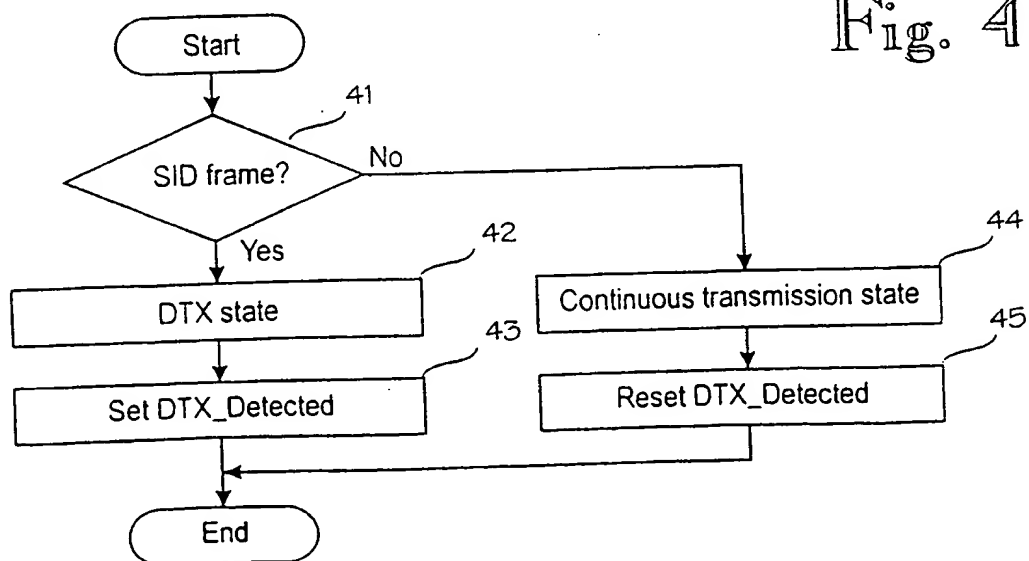 Fig. 4
Start
41
SID frame?
No
Yes
42
DTX state
44
Continuous transmission state
43
Set DTX_Detected
45
Reset DTX_Detected
End